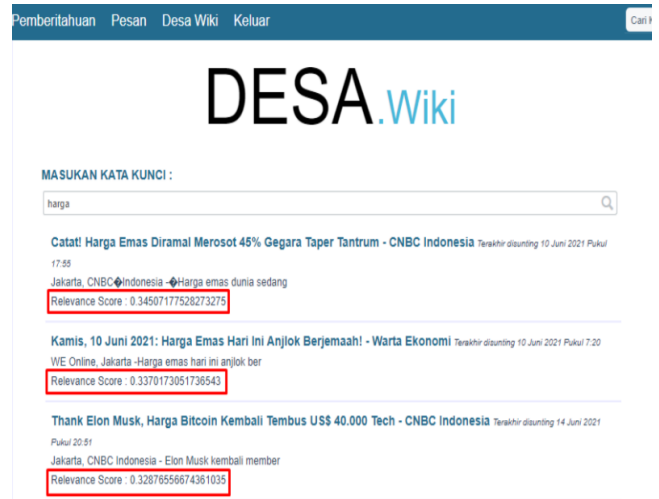 Pemberitahuan Pesan Desa Wiki Keluar Cari
DESA.Wiki
MASUKAN KATA KUNCI :
harga
Catat! Harga Emas Diramal Merosot 45% Gegara Taper Tantrum - CNBC Indonesia Terakhir disunting 10 Juni 2021 Pukul
17:55
Jakarta, CNBC�Indonesia -�Harga emas dunia sedang
Relevance Score : 0.34507177528273275
Kamis, 10 Juni 2021: Harga Emas Hari Ini Anjlok Berjemaah! - Warta Ekonomi Terakhir disunting 10 Juni 2021 Pukul 7:20
WE Online, Jakarta -Harga emas hari ini anjlok ber
Relevance Score : 0.3370173051736543
Thank Elon Musk, Harga Bitcoin Kembali Tembus US$ 40.000 Tech - CNBC Indonesia Terakhir disunting 14 Juni 2021
Pukul 20:51
Jakarta, CNBC Indonesia - Elon Musk kembali member
Relevance Score : 0.32876556674361035